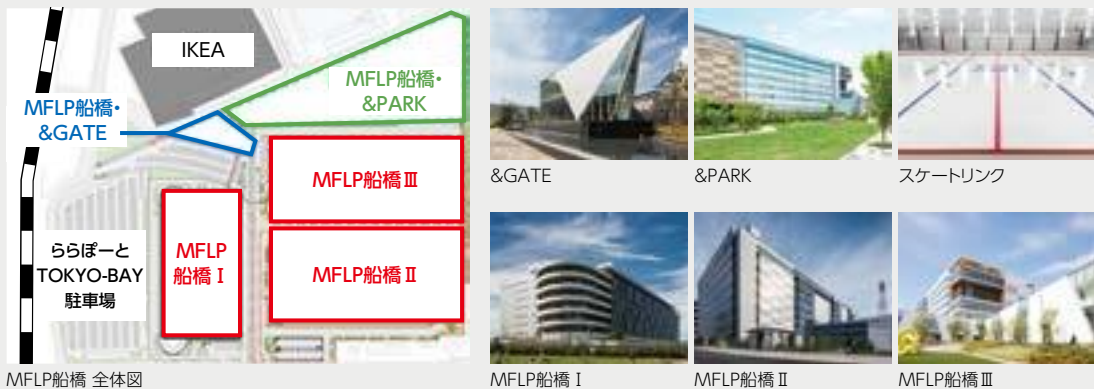 IKEA
MFLP船橋・
&PARK
MFLP船橋・
&GATE
MFLP船橋Ⅲ
MFLP
船橋Ⅰ
MFLP船橋Ⅱ
ららぽーと
TOKYO-BAY
駐車場
MFLP船橋 全体図
&GATE
&PARK
スケートリンク
MFLP船橋Ⅰ
MFLP船橋Ⅱ
MFLP船橋Ⅲ